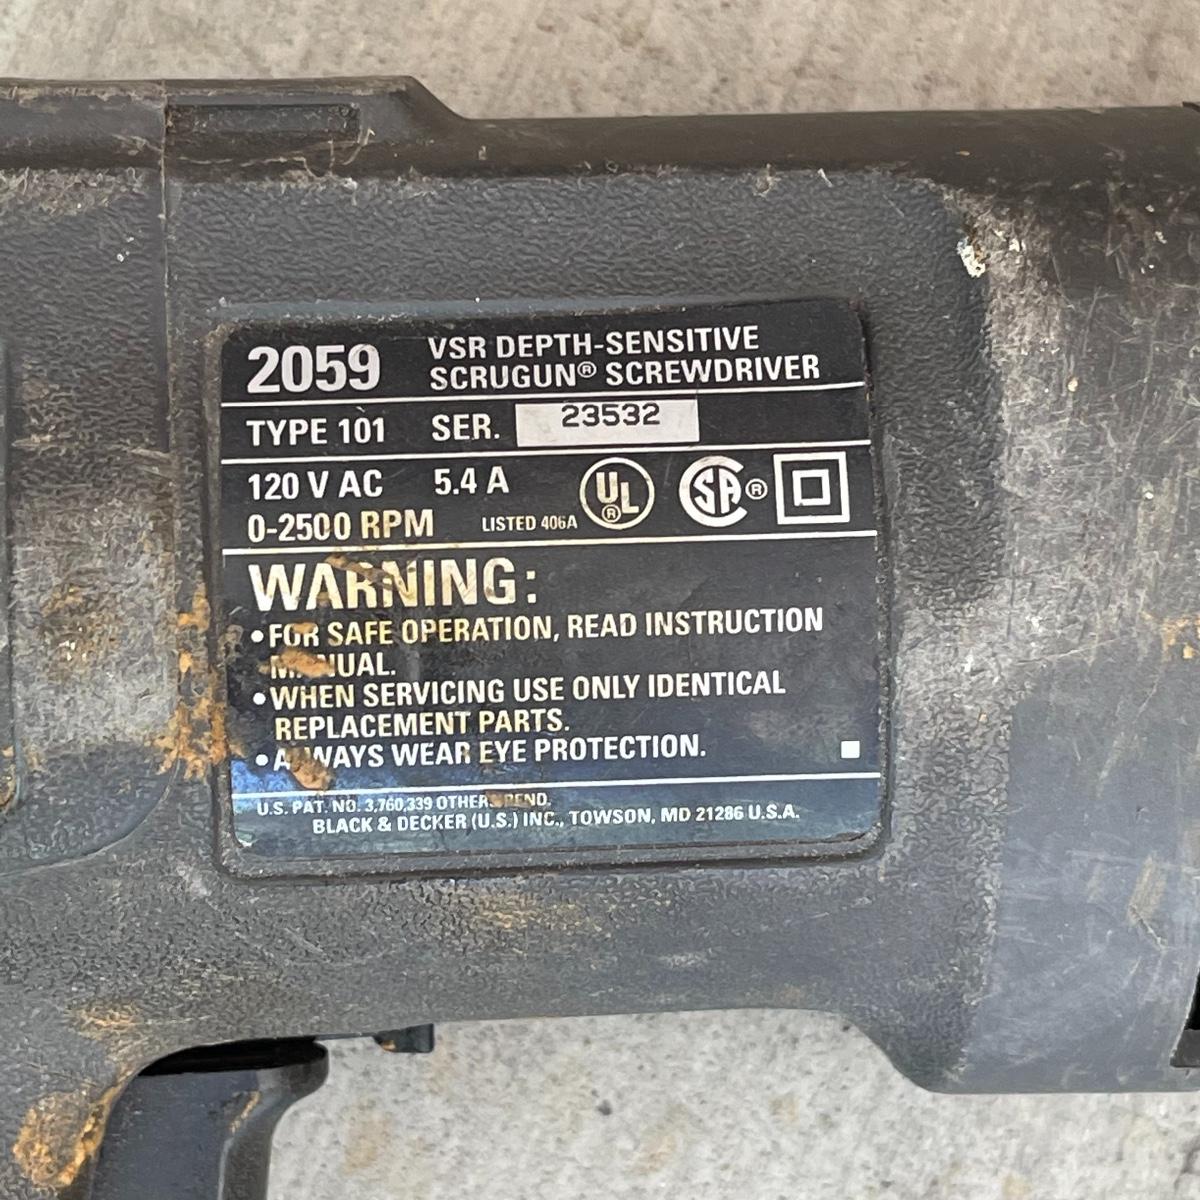 2059 VSR DEPTH-SENSITIVE
SCRUGUN® SCREWDRIVER
TYPE 101 SER. 23532
120 V AC 5.4 A
0-2500 RPM LISTED 406A UL® SA®
WARNING:
•FOR SAFE OPERATION, READ INSTRUCTION
MANUAL.
•WHEN SERVICING USE ONLY IDENTICAL
REPLACEMENT PARTS.
•ALWAYS WEAR EYE PROTECTION.
U.S. PAT. NO. 3,760,339 OTHERS PEND.
BLACK & DECKER (U.S.) INC., TOWSON, MD 21286 U.S.A.